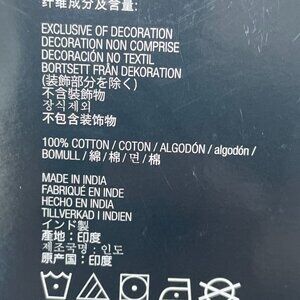 纤维成分及含量:
EXCLUSIVE OF DECORATION
DECORATION NON COMPRISE
DECORACIÓN NO TEXTIL
BORTSETT FRÅN DEKORATION
(装飾部分を除く)
不含裝飾物
장식제외
不包含装饰物
100% COTTON / COTON / ALGODÓN / algodón /
BOMULL / 綿 / 棉 / 면 / 棉
MADE IN INDIA
FABRIQUÉ EN INDE
HECHO EN INDIA
TILLVERKAD I INDIEN
インド製
產地：印度
제조국명：인도
原产国：印度